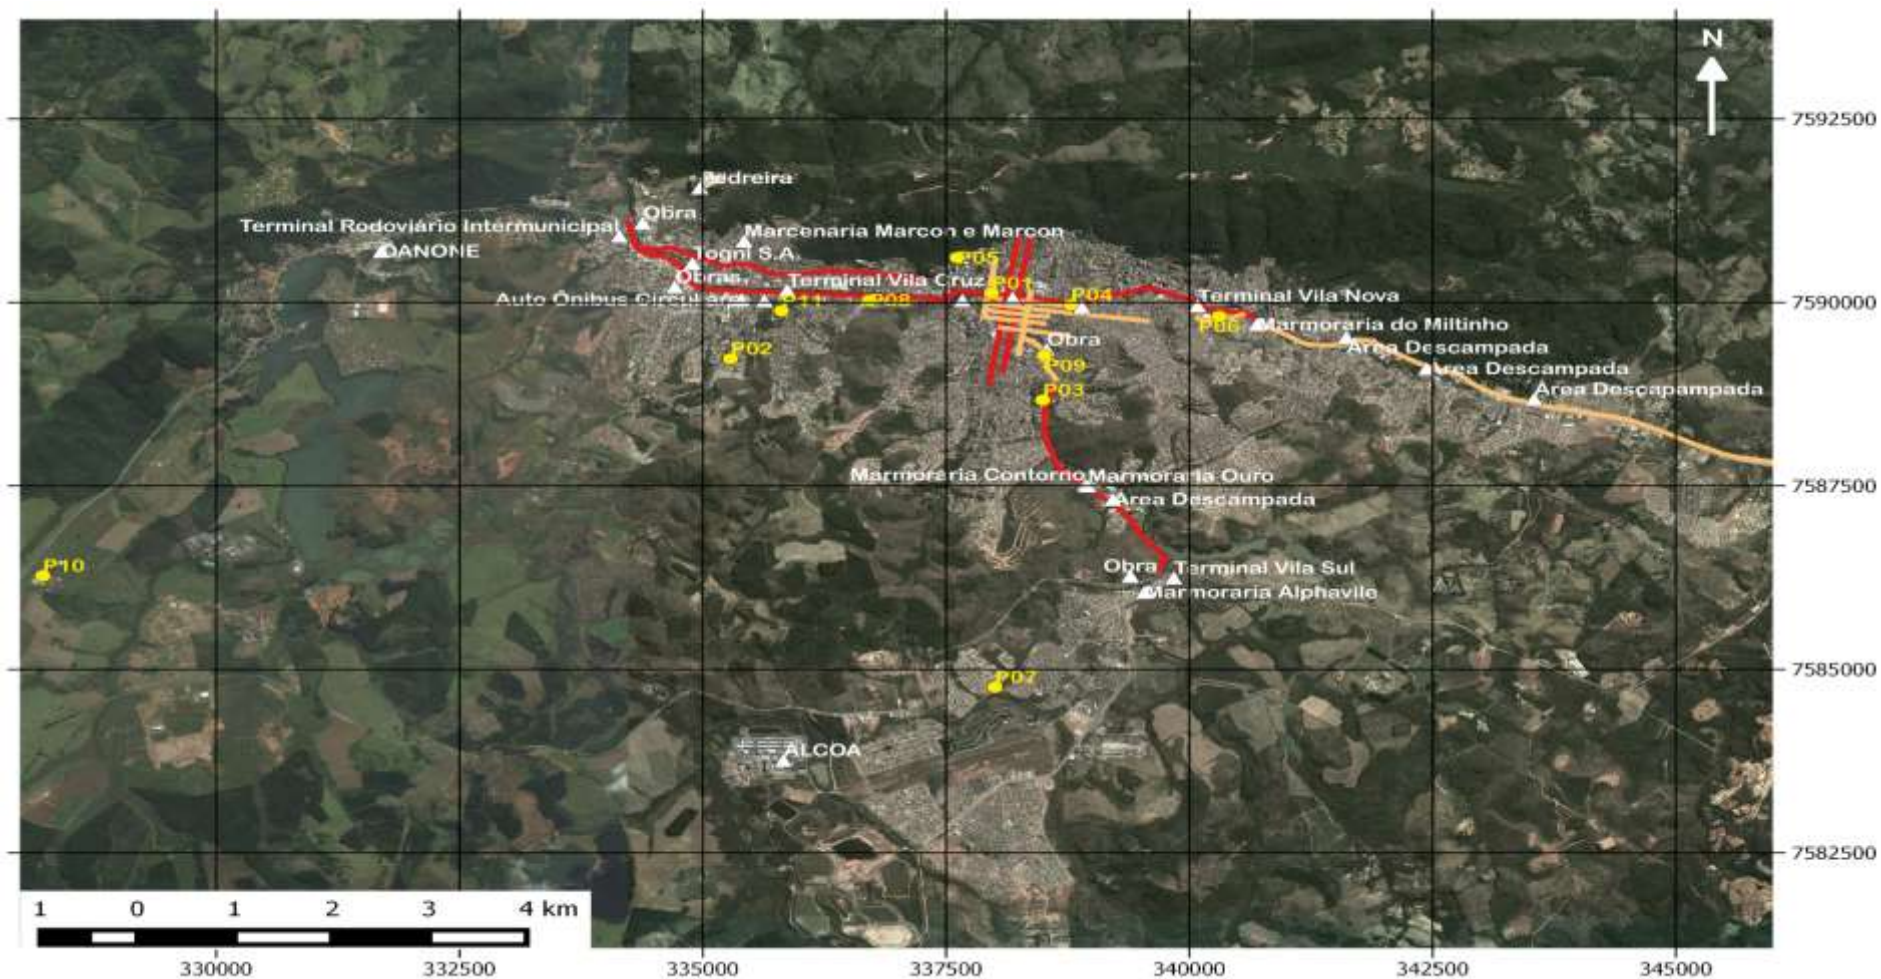 N
7592500
Pedreira
Obra
Terminal Rodoviário Intermunicipal
Marcenaria Marcon e Marcon
DANONE
Togni S.A.
P05
Obras
Terminal Vila Cruz
P01
Auto Ônibus Circullare
P11
P08
P04
Terminal Vila Nova
7590000
P06
Marmoraria do Miltinho
P02
Obra
Área Descampada
P09
Área Descampada
P03
Área Descapampada
Marmoraria Contorno
Marmoraria Ouro
7587500
Área Descampada
P10
Obra
Terminal Vila Sul
Marmoraria Alphavile
7585000
P07
ALCOA
7582500
1 0 1 2 3 4 km
330000 332500 335000 337500 340000 342500 345000